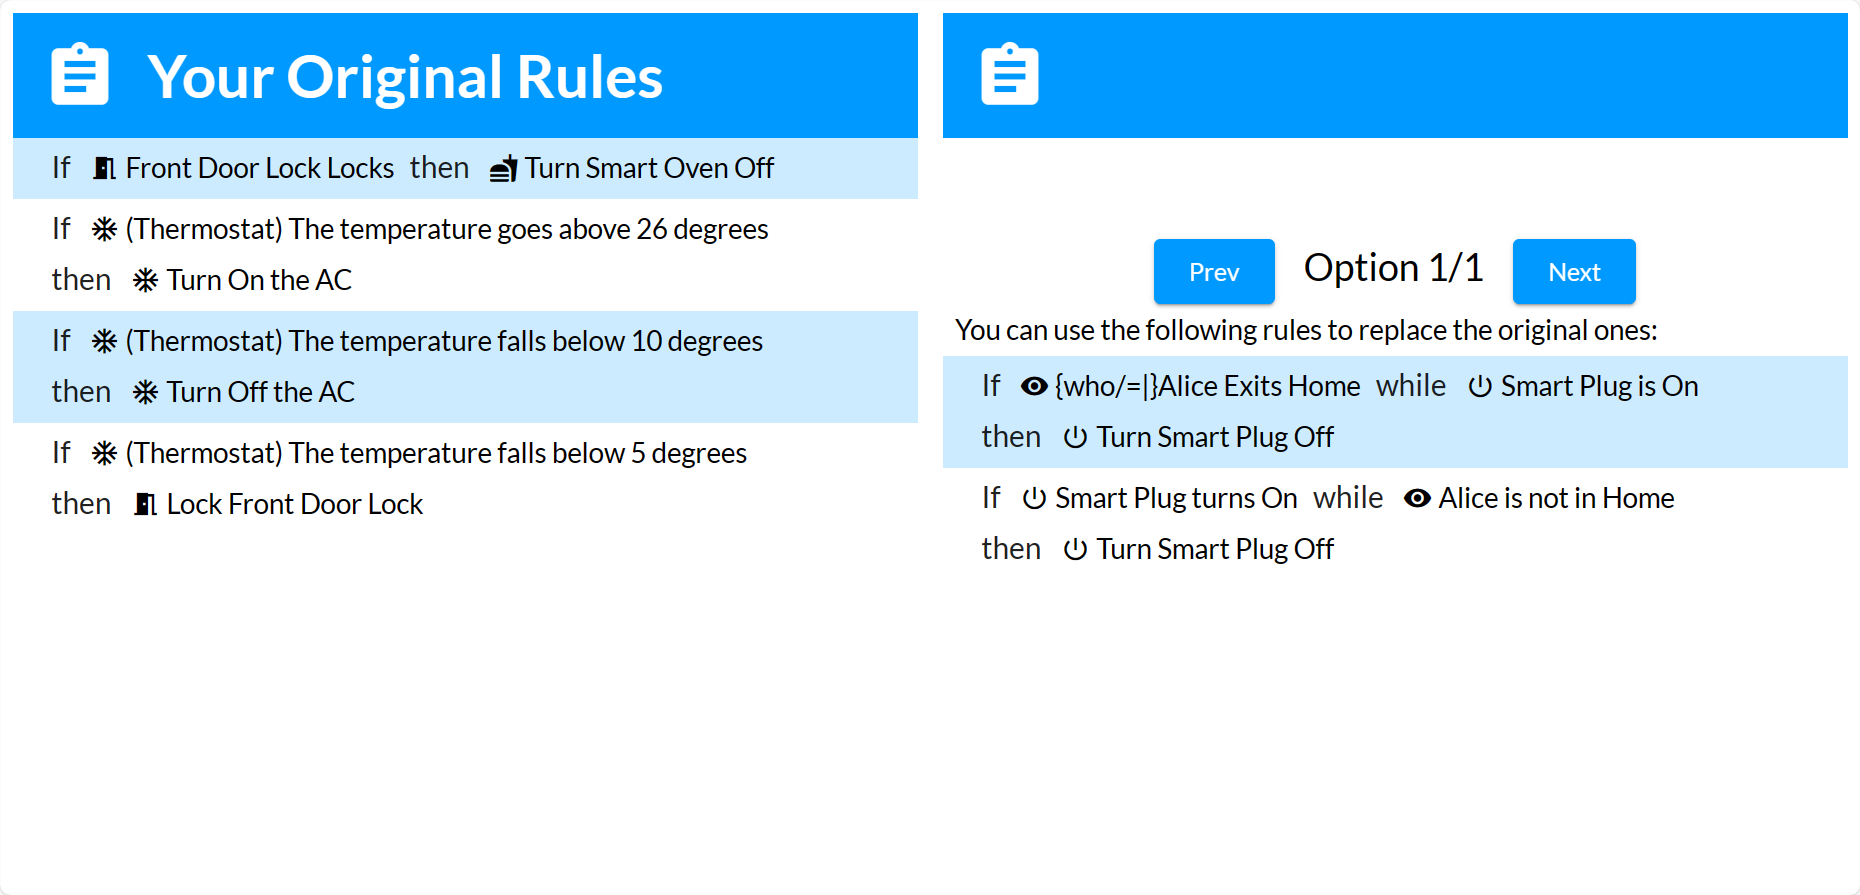 Your Original Rules
If Front Door Lock Locks then Turn Smart Oven Off
If (Thermostat) The temperature goes above 26 degrees
then Turn On the AC
If (Thermostat) The temperature falls below 10 degrees
then Turn Off the AC
If (Thermostat) The temperature falls below 5 degrees
then Lock Front Door Lock
Prev Option 1/1 Next
You can use the following rules to replace the original ones:
If {who/=|}Alice Exits Home while Smart Plug is On
then Turn Smart Plug Off
If Smart Plug turns On while Alice is not in Home
then Turn Smart Plug Off